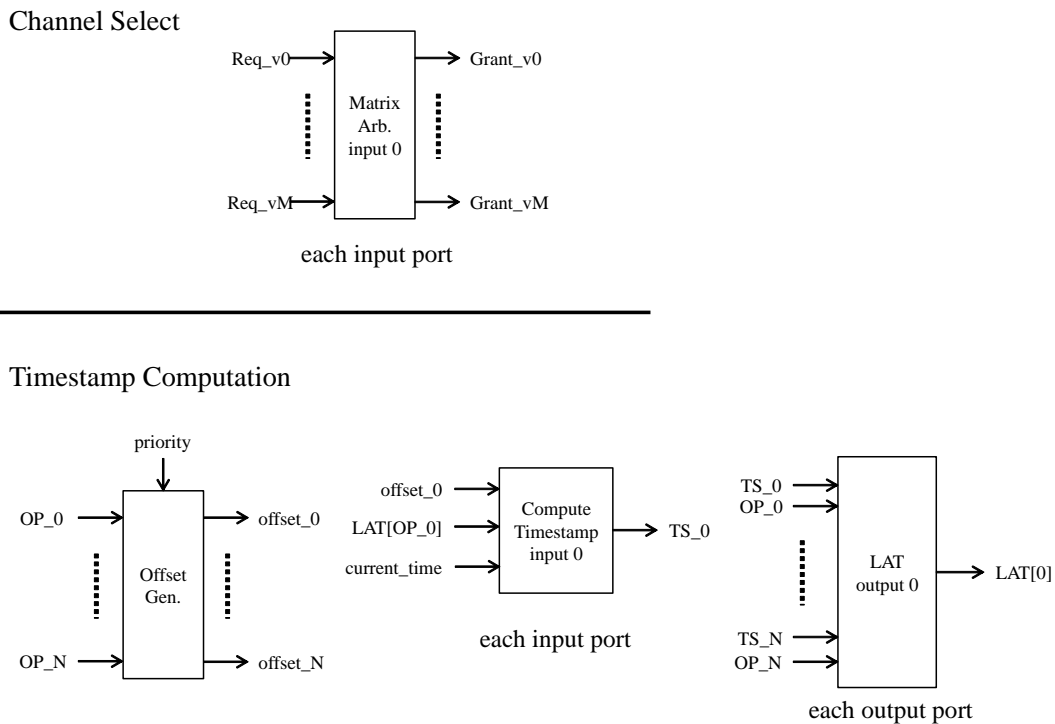 Channel Select
Req_v0
Grant_v0
Matrix
Arb.
input 0
Req_vM
Grant_vM
each input port
Timestamp Computation
priority
OP_0
offset_0
Offset
Gen.
OP_N
offset_N
offset_0
LAT[OP_0]
current_time
Compute
Timestamp
input 0
TS_0
each input port
TS_0
OP_0
LAT
output 0
LAT[0]
TS_N
OP_N
each output port